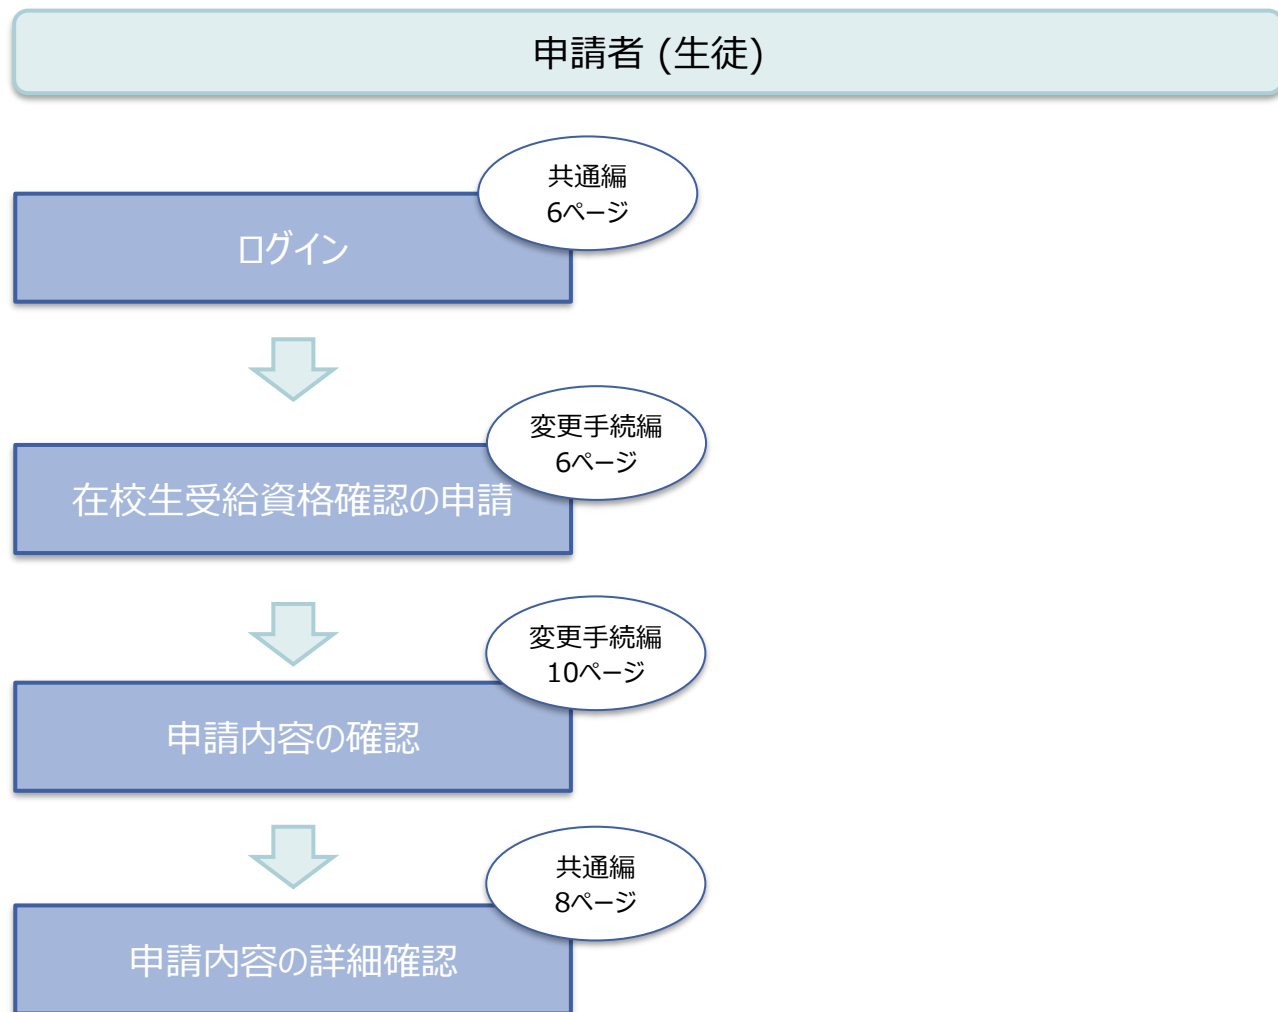 申請者 (生徒)
共通編
6ページ
ログイン
変更手続編
6ページ
在校生受給資格確認の申請
変更手続編
10ページ
申請内容の確認
共通編
8ページ
申請内容の詳細確認